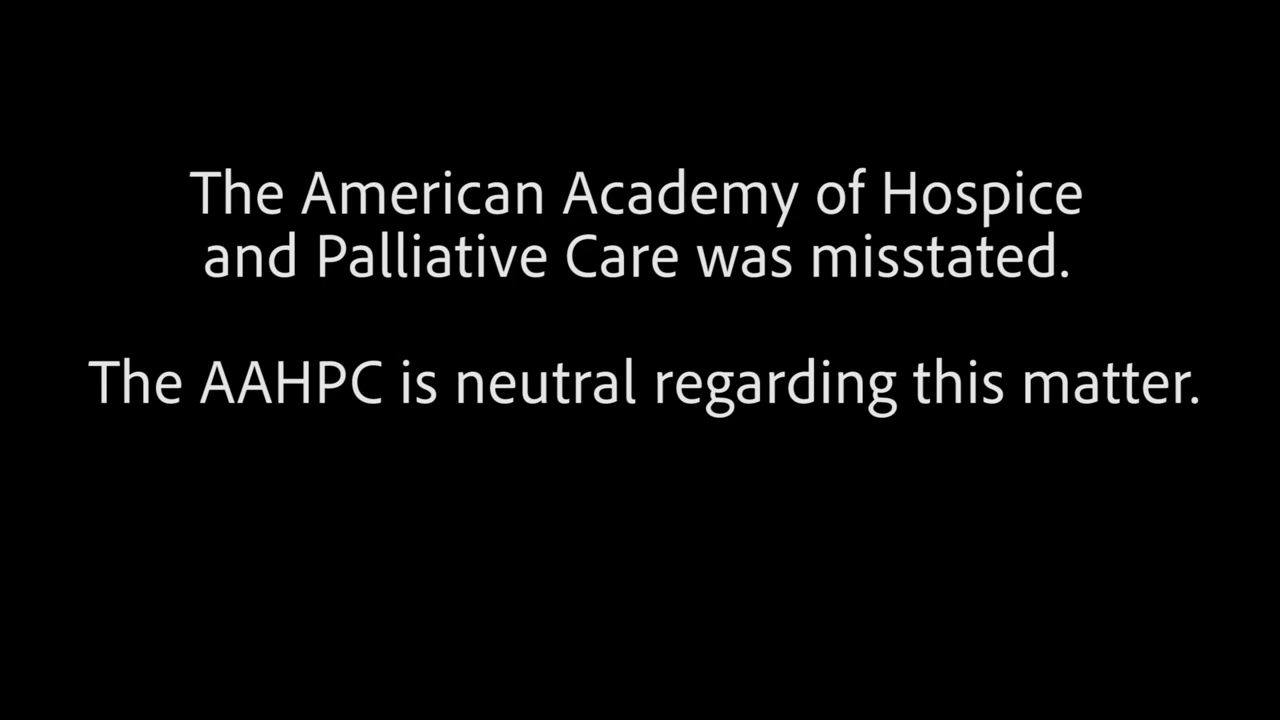 The American Academy of Hospice
and Palliative Care was misstated.
The AAHPC is neutral regarding this matter.